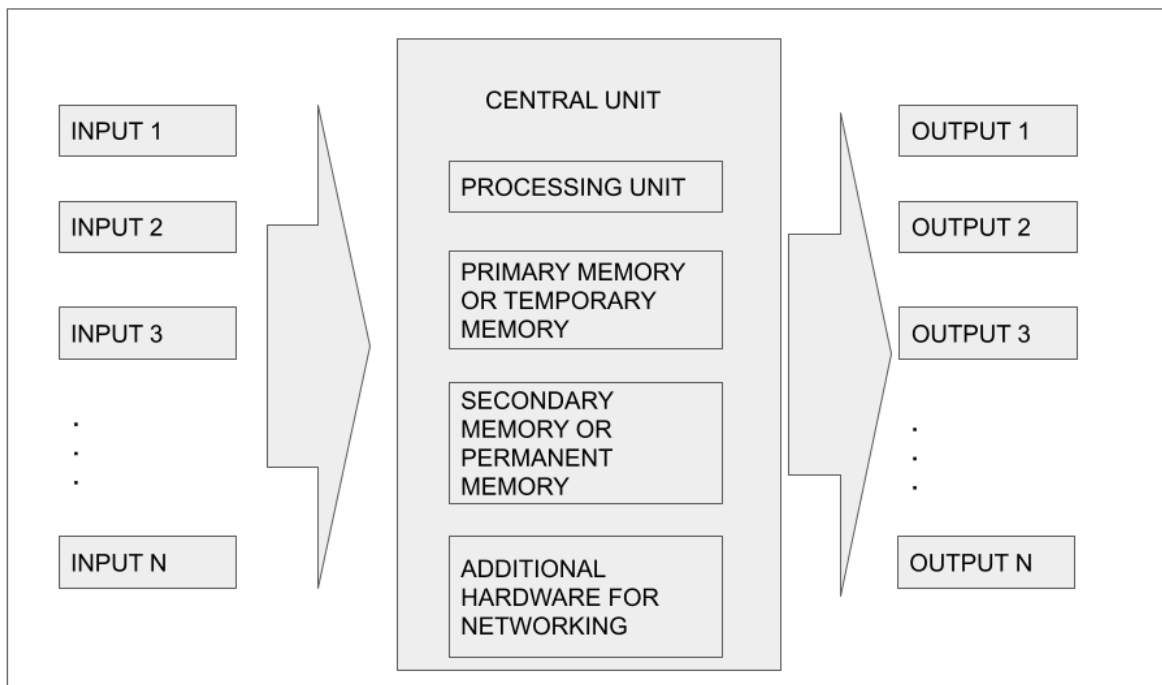 INPUT 1
INPUT 2
INPUT 3
.
.
.
INPUT N
CENTRAL UNIT
PROCESSING UNIT
PRIMARY MEMORY
OR TEMPORARY
MEMORY
SECONDARY
MEMORY OR
PERMANENT
MEMORY
ADDITIONAL
HARDWARE FOR
NETWORKING
OUTPUT 1
OUTPUT 2
OUTPUT 3
.
.
.
OUTPUT N